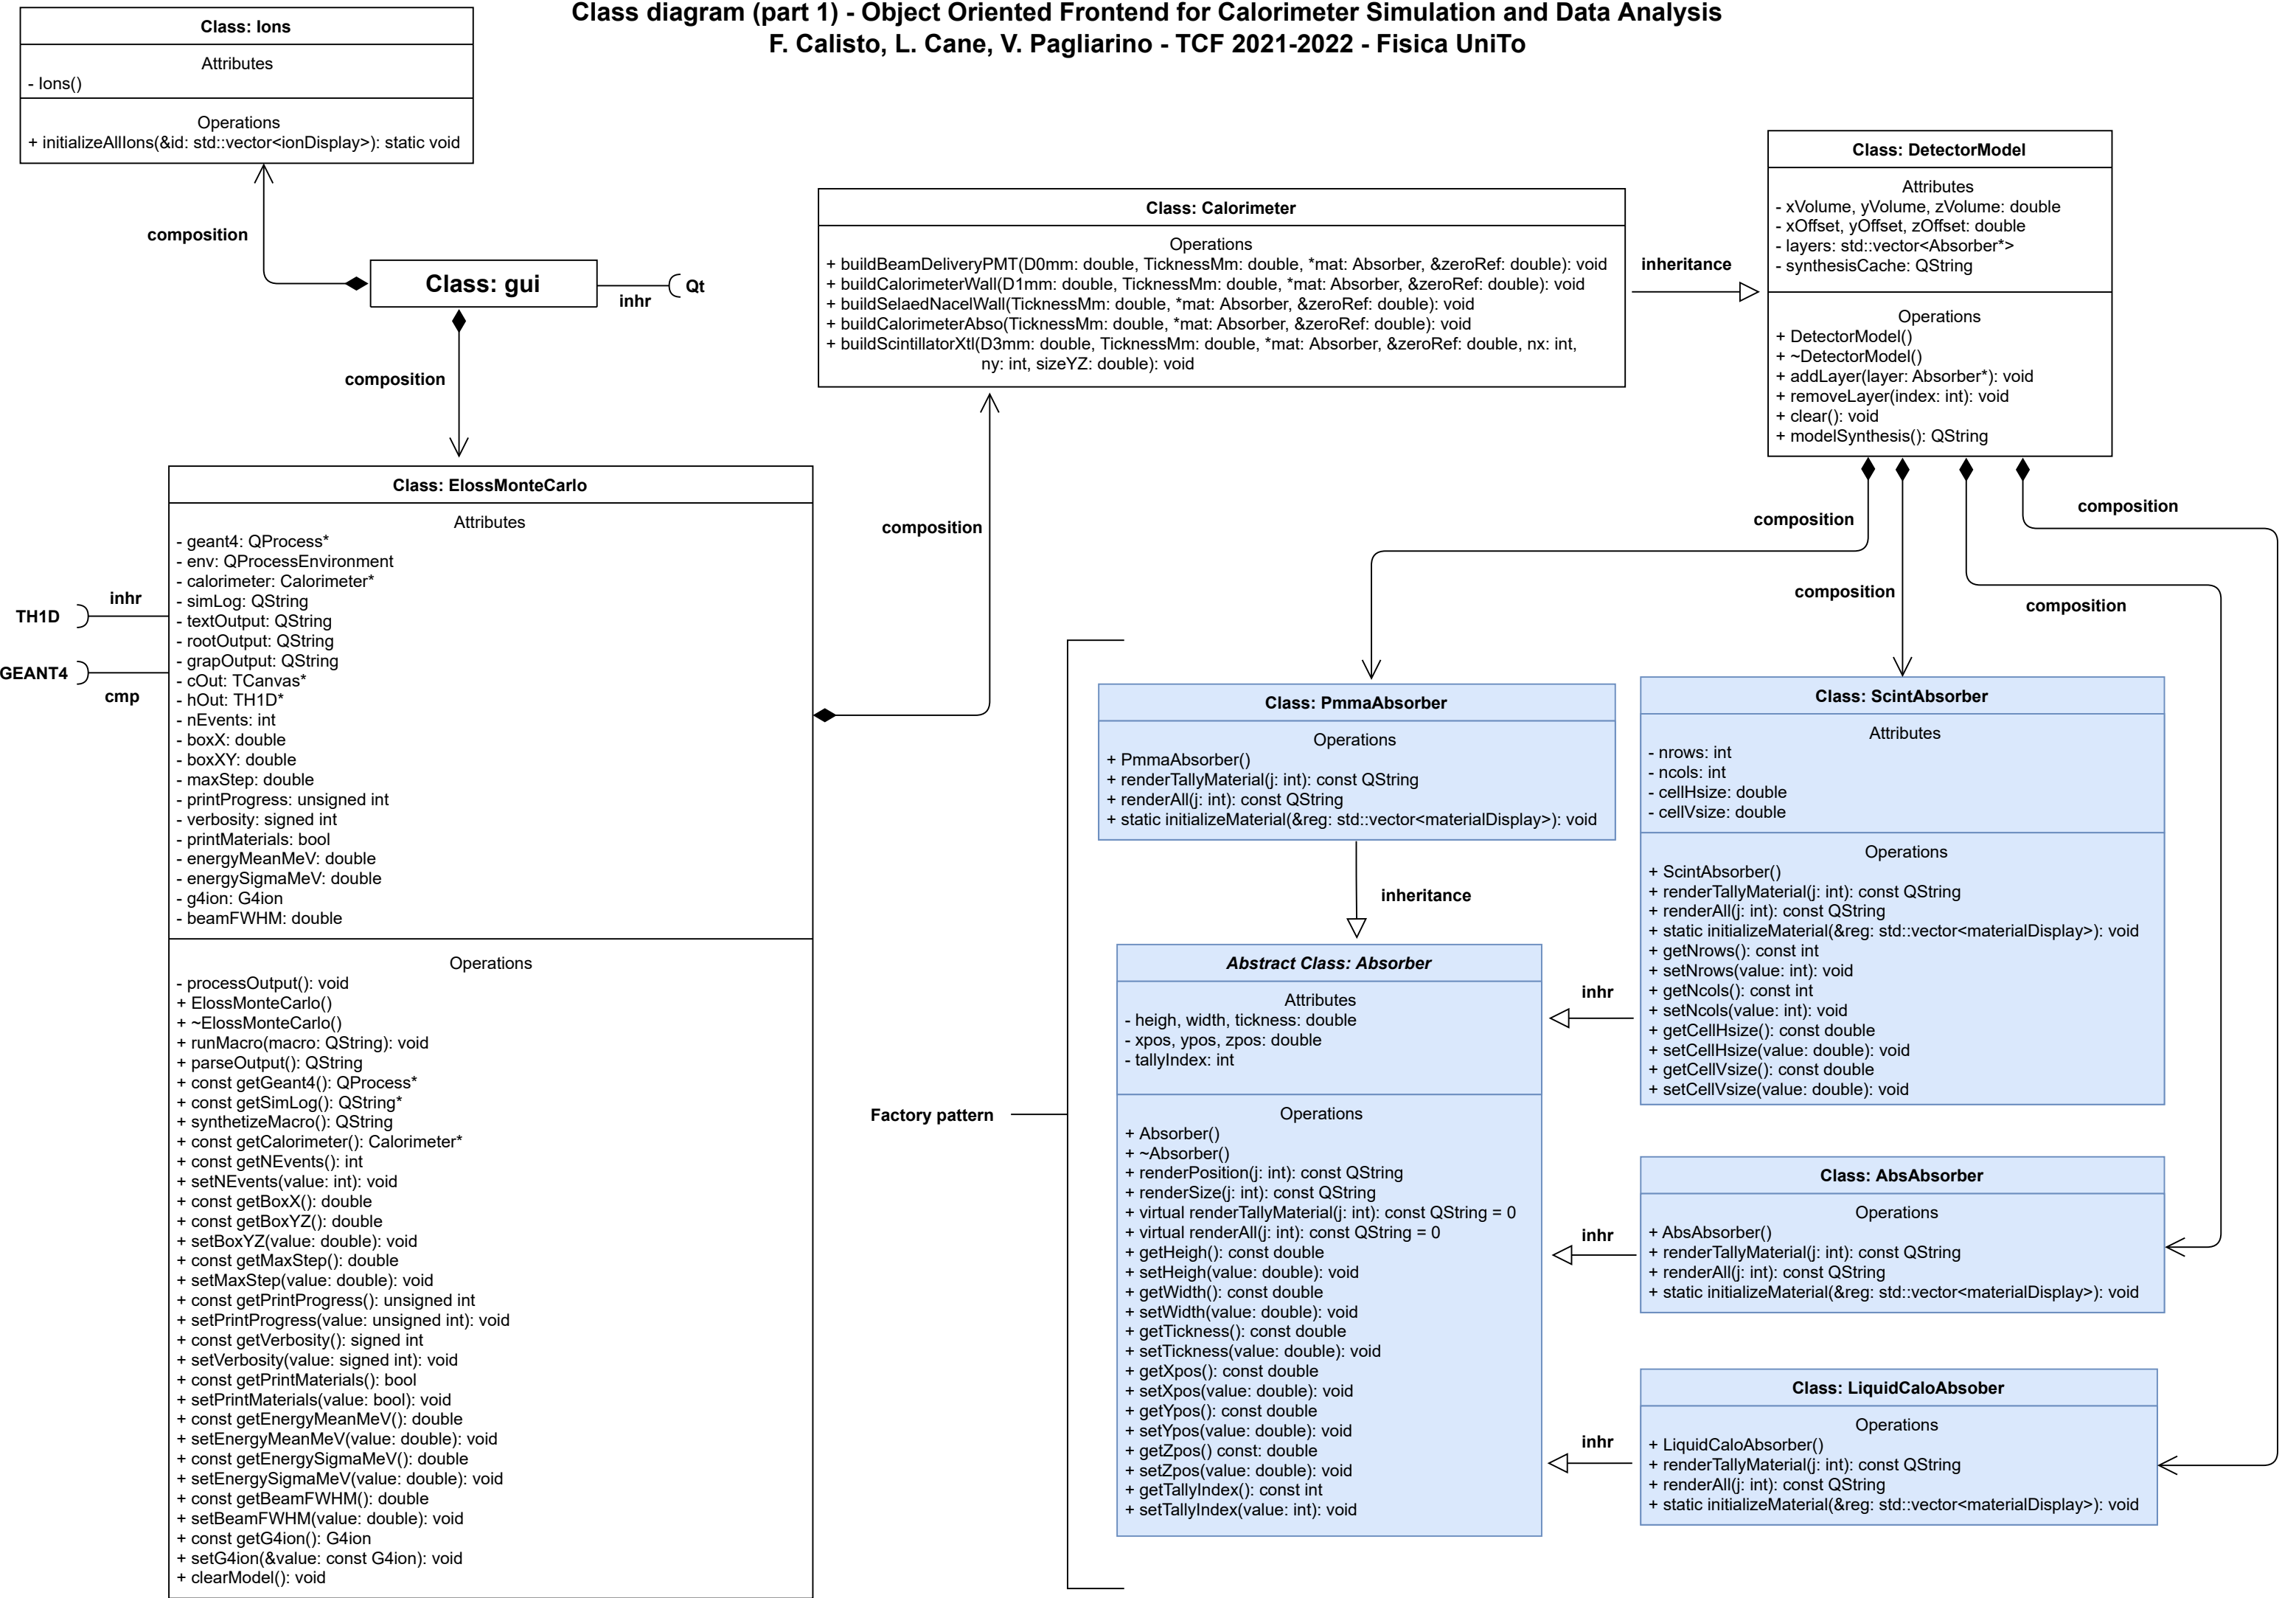 Class diagram (part 1) - Object Oriented Frontend for Calorimeter Simulation and Data Analysis
F. Calisto, L. Cane, V. Pagliarino - TCF 2021-2022 - Fisica UniTo
Class: Ions
Attributes
- Ions()
Operations
+ initializeAllIons(&id: std::vector<ionDisplay>): static void
composition
Class: gui
inhr
Qt
composition
Class: Calorimeter
Operations
+ buildBeamDeliveryPMT(D0mm: double, TicknessMm: double, *mat: Absorber, &zeroRef: double): void
+ buildCalorimeterWall(D1mm: double, TicknessMm: double, *mat: Absorber, &zeroRef: double): void
+ buildSelaedNacelWall(TicknessMm: double, *mat: Absorber, &zeroRef: double): void
+ buildCalorimeterAbso(TicknessMm: double, *mat: Absorber, &zeroRef: double): void
+ buildScintillatorXtl(D3mm: double, TicknessMm: double, *mat: Absorber, &zeroRef: double, nx: int,
ny: int, sizeYZ: double): void
inheritance
Class: DetectorModel
Attributes
- xVolume, yVolume, zVolume: double
- xOffset, yOffset, zOffset: double
- layers: std::vector<Absorber*>
- synthesisCache: QString
Operations
+ DetectorModel()
+ ~DetectorModel()
+ addLayer(layer: Absorber*): void
+ removeLayer(index: int): void
+ clear(): void
+ modelSynthesis(): QString
composition
composition
composition
composition
composition
Class: ElossMonteCarlo
Attributes
- geant4: QProcess*
- env: QProcessEnvironment
- calorimeter: Calorimeter*
- simLog: QString
- textOutput: QString
- rootOutput: QString
- grapOutput: QString
- cOut: TCanvas*
- hOut: TH1D*
- nEvents: int
- boxX: double
- boxXY: double
- maxStep: double
- printProgress: unsigned int
- verbosity: signed int
- printMaterials: bool
- energyMeanMeV: double
- energySigmaMeV: double
- g4ion: G4ion
- beamFWHM: double
Operations
- processOutput(): void
+ ElossMonteCarlo()
+ ~ElossMonteCarlo()
+ runMacro(macro: QString): void
+ parseOutput(): QString
+ const getGeant4(): QProcess*
+ const getSimLog(): QString*
+ synthetizeMacro(): QString
+ const getCalorimeter(): Calorimeter*
+ const getNEvents(): int
+ setNEvents(value: int): void
+ const getBoxX(): double
+ const getBoxYZ(): double
+ setBoxYZ(value: double): void
+ const getMaxStep(): double
+ setMaxStep(value: double): void
+ const getPrintProgress(): unsigned int
+ setPrintProgress(value: unsigned int): void
+ const getVerbosity(): signed int
+ setVerbosity(value: signed int): void
+ const getPrintMaterials(): bool
+ setPrintMaterials(value: bool): void
+ const getEnergyMeanMeV(): double
+ setEnergyMeanMeV(value: double): void
+ const getEnergySigmaMeV(): double
+ setEnergySigmaMeV(value: double): void
+ const getBeamFWHM(): double
+ setBeamFWHM(value: double): void
+ const getG4ion(): G4ion
+ setG4ion(&value: const G4ion): void
+ clearModel(): void
TH1D
inhr
GEANT4
cmp
Factory pattern
Class: PmmaAbsorber
Operations
+ PmmaAbsorber()
+ renderTallyMaterial(j: int): const QString
+ renderAll(j: int): const QString
+ static initializeMaterial(&reg: std::vector<materialDisplay>): void
inheritance
Abstract Class: Absorber
Attributes
- heigh, width, tickness: double
- xpos, ypos, zpos: double
- tallyIndex: int
Operations
+ Absorber()
+ ~Absorber()
+ renderPosition(j: int): const QString
+ renderSize(j: int): const QString
+ virtual renderTallyMaterial(j: int): const QString = 0
+ virtual renderAll(j: int): const QString = 0
+ getHeigh(): const double
+ setHeigh(value: double): void
+ getWidth(): const double
+ setWidth(value: double): void
+ getTickness(): const double
+ setTickness(value: double): void
+ getXpos(): const double
+ setXpos(value: double): void
+ getYpos(): const double
+ setYpos(value: double): void
+ getZpos() const: double
+ setZpos(value: double): void
+ getTallyIndex(): const int
+ setTallyIndex(value: int): void
Class: ScintAbsorber
Attributes
- nrows: int
- ncols: int
- cellHsize: double
- cellVsize: double
Operations
+ ScintAbsorber()
+ renderTallyMaterial(j: int): const QString
+ renderAll(j: int): const QString
+ static initializeMaterial(&reg: std::vector<materialDisplay>): void
+ getNrows(): const int
+ setNrows(value: int): void
+ getNcols(): const int
+ setNcols(value: int): void
+ getCellHsize(): const double
+ setCellHsize(value: double): void
+ getCellVsize(): const double
+ setCellVsize(value: double): void
inhr
Class: AbsAbsorber
Operations
+ AbsAbsorber()
+ renderTallyMaterial(j: int): const QString
+ renderAll(j: int): const QString
+ static initializeMaterial(&reg: std::vector<materialDisplay>): void
inhr
Class: LiquidCaloAbsober
Operations
+ LiquidCaloAbsorber()
+ renderTallyMaterial(j: int): const QString
+ renderAll(j: int): const QString
+ static initializeMaterial(&reg: std::vector<materialDisplay>): void
inhr